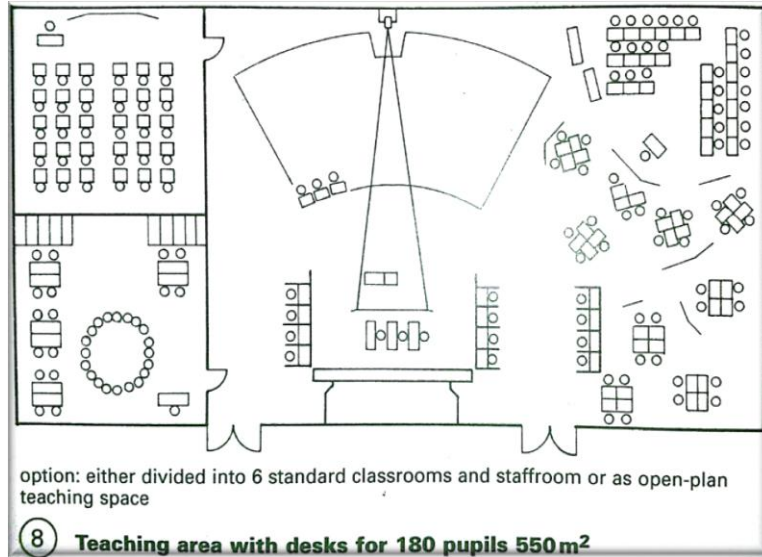 option: either divided into 6 standard classrooms and staffroom or as open-plan
teaching space
8 Teaching area with desks for 180 pupils 550 m²